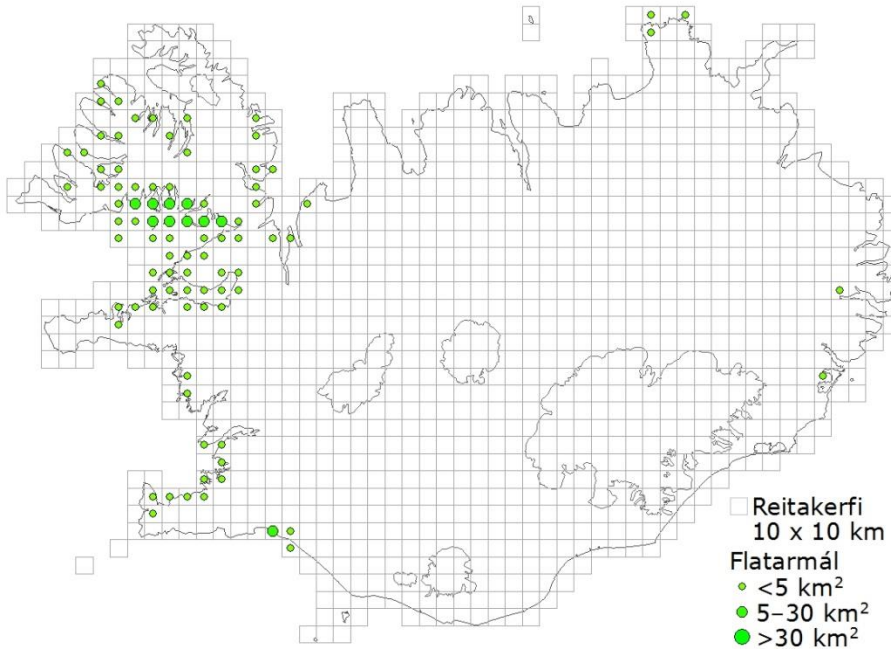 Reitakerfi
10 x 10 km
Flatarmál
<5 km²
5–30 km²
>30 km²